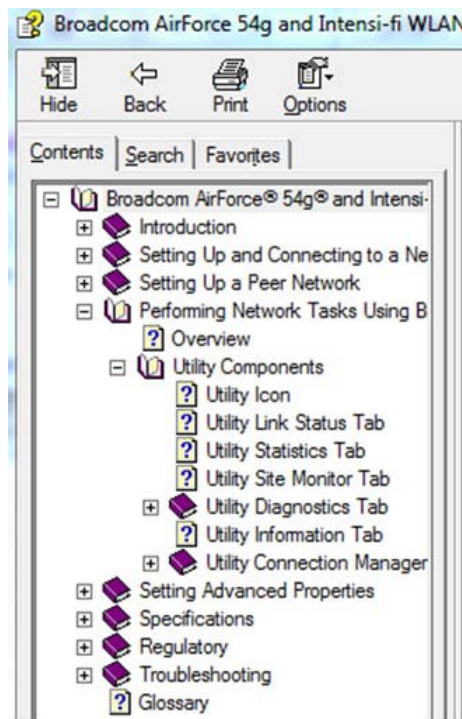 Broadcom AirForce 54g and Intensi-fi WLAN
Hide Back Print Options
Contents Search Favorites
Broadcom AirForce® 54g® and Intensi-
Introduction
Setting Up and Connecting to a Ne
Setting Up a Peer Network
Performing Network Tasks Using B
Overview
Utility Components
Utility Icon
Utility Link Status Tab
Utility Statistics Tab
Utility Site Monitor Tab
Utility Diagnostics Tab
Utility Information Tab
Utility Connection Manager
Setting Advanced Properties
Specifications
Regulatory
Troubleshooting
Glossary